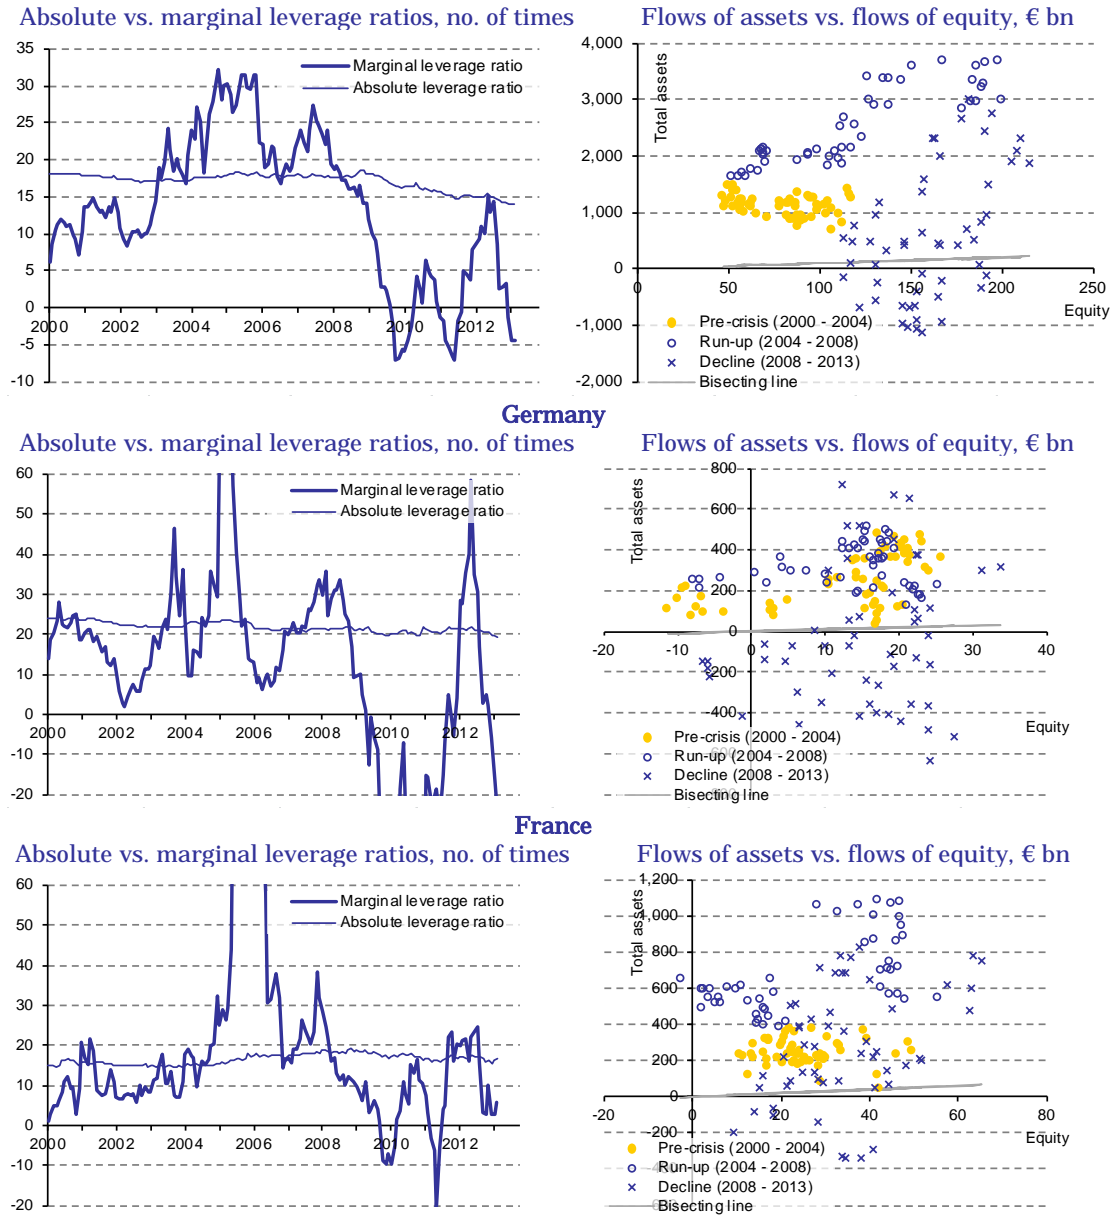 Absolute vs. marginal leverage ratios, no. of times
35
30
25
20
15
10
5
0
-5
-10
2000
2002
2004
2006
2008
2010
2012
Marginal leverage ratio
Absolute leverage ratio
Flows of assets vs. flows of equity, € bn
Total assets
4,000
3,000
2,000
1,000
0
-1,000
-2,000
0
50
100
150
200
250
Equity
Pre-crisis (2000 - 2004)
Run-up (2004 - 2008)
Decline (2008 - 2013)
Bisecting line
Germany
Absolute vs. marginal leverage ratios, no. of times
60
50
40
30
20
10
0
-10
-20
2000
2002
2004
2006
2008
2010
2012
Marginal leverage ratio
Absolute leverage ratio
Flows of assets vs. flows of equity, € bn
Total assets
800
600
400
200
0
-200
-400
-20
-10
0
10
20
30
40
Equity
Pre-crisis (2000 - 2004)
Run-up (2004 - 2008)
Decline (2008 - 2013)
Bisecting line
France
Absolute vs. marginal leverage ratios, no. of times
60
50
40
30
20
10
0
-10
-20
2000
2002
2004
2006
2008
2010
2012
Marginal leverage ratio
Absolute leverage ratio
Flows of assets vs. flows of equity, € bn
Total assets
1,200
1,000
800
600
400
200
0
-200
-20
0
20
40
60
80
Equity
Pre-crisis (2000 - 2004)
Run-up (2004 - 2008)
Decline (2008 - 2013)
Bisecting line